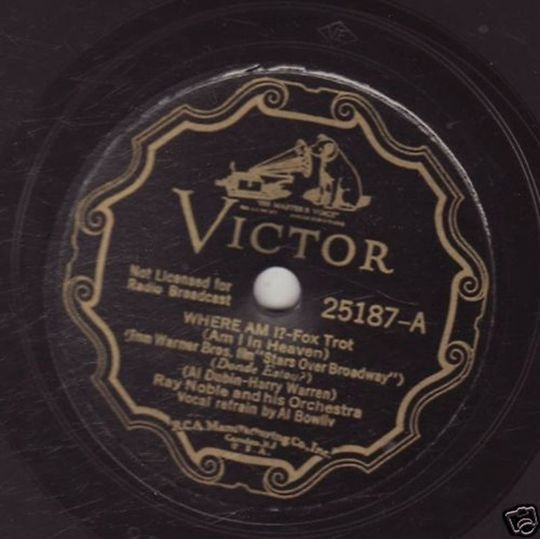 "HIS MASTER'S VOICE"
VICTOR
Not Licensed for
Radio Broadcast
25187-A
WHERE AM I?-Fox Trot
(Am I In Heaven)
(From Warner Bros. film "Stars Over Broadway")
(Donde Estoy?)
(Al Dubin-Harry Warren)
Ray Noble and his Orchestra
Vocal refrain by Al Bowlly
R.C.A. Manufacturing Co., Inc.
Camden, N.J.
U.S.A.
VE